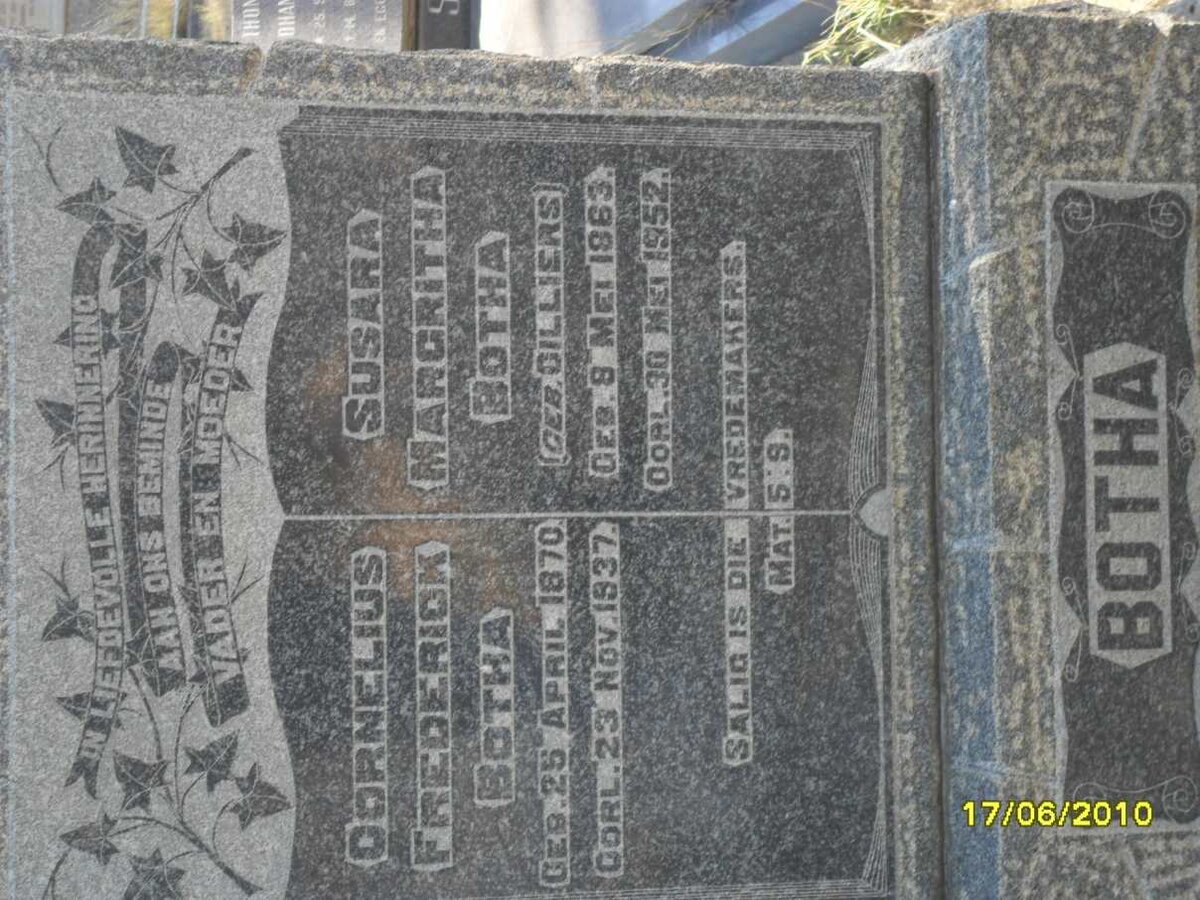 IN LIEFDEVOLLE HERINNERING
AAN ONS BEMINDE
VADER EN MOEDER
CORNELIUS
FREDERICK
BOTHA
GEB. 25 APRIL 1870.
OORL. 23 NOV. 1937.
SUSARA
MARGRITHA
BOTHA
(GEB. CILLIERS)
GEB 8 MEI 1863.
OORL. 30 MEI 1952.
SALIG IS DIE VREDEMAKERS.
MAT. 5 : 9.
BOTHA
17/06/2010